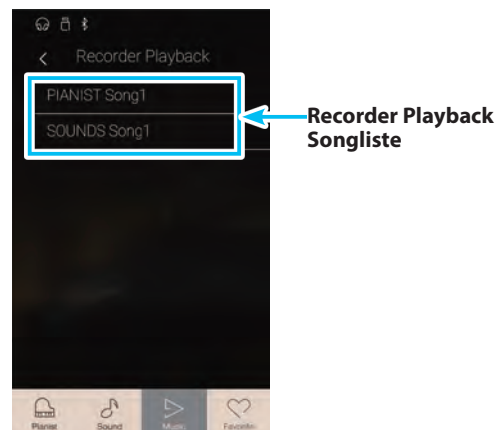 Recorder Playback
PIANIST Song1
SOUNDS Song1
Recorder Playback
Songliste
Pianist
Sound
Music
Favorite